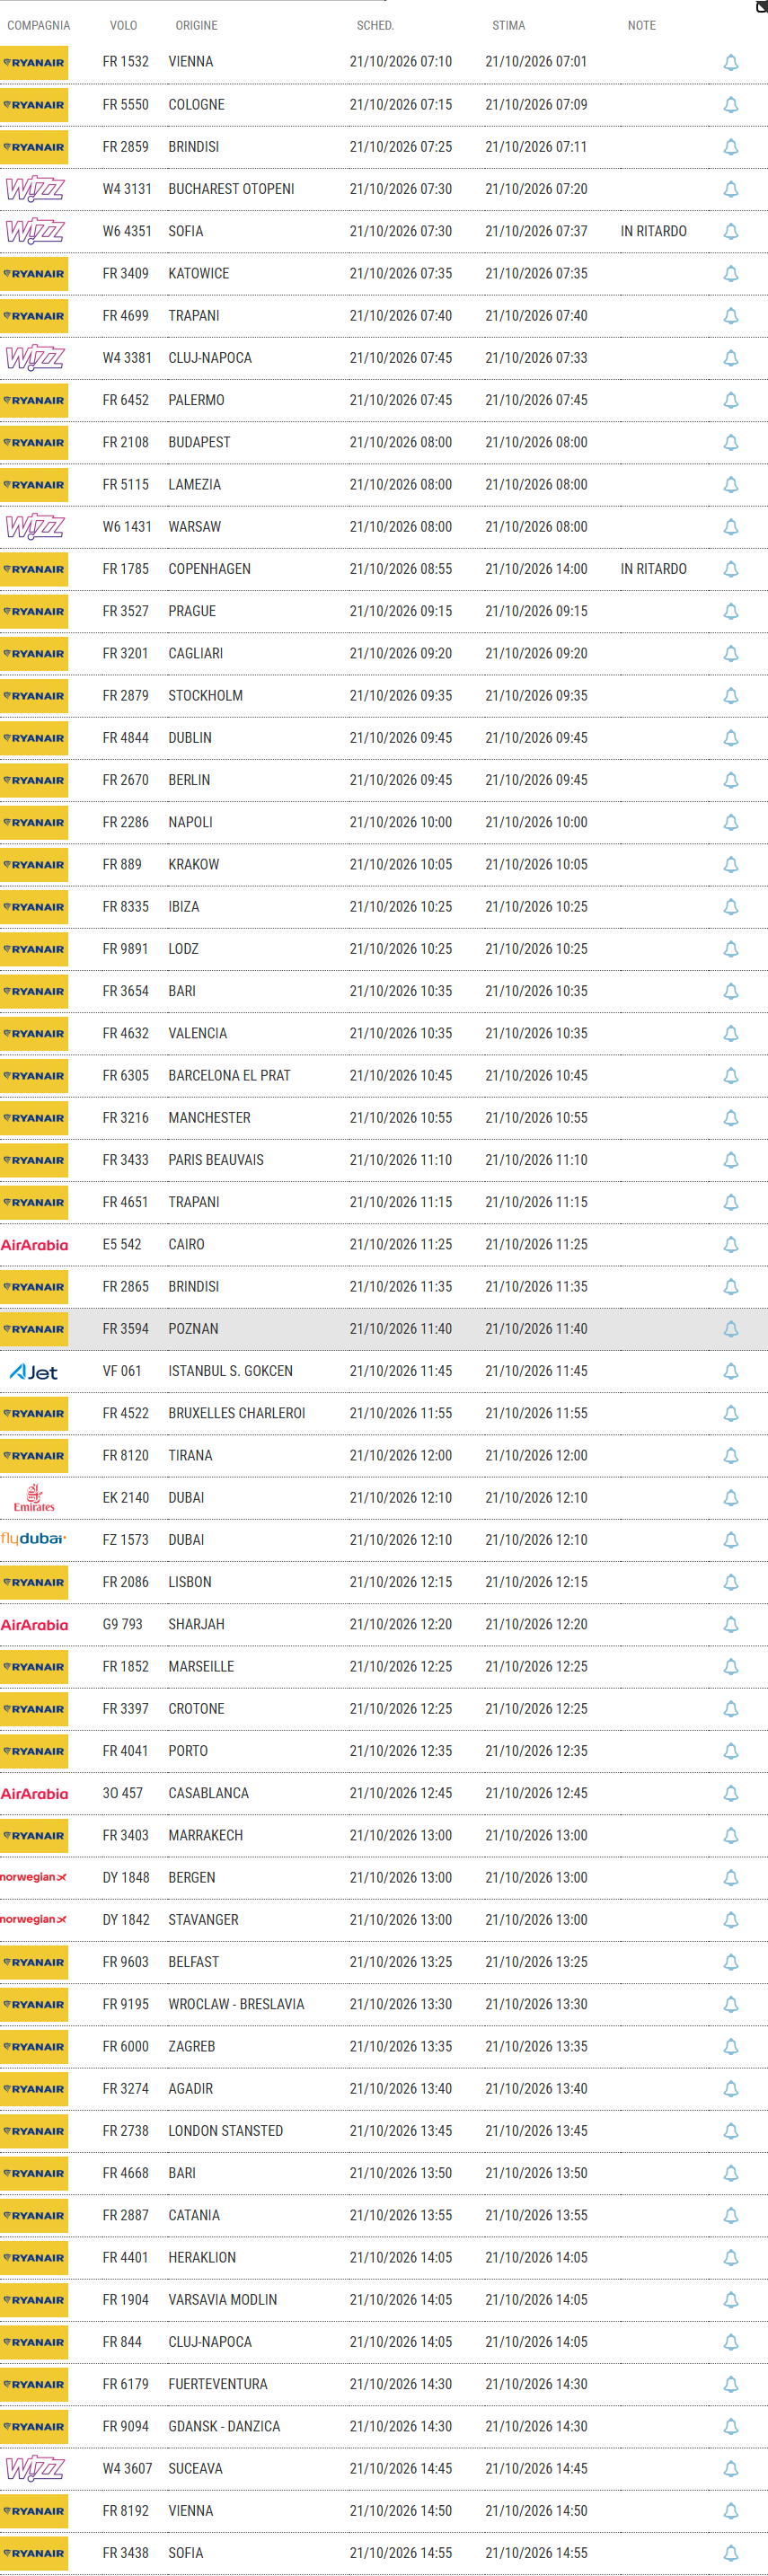 COMPAGNIA VOLO ORIGINE SCHED. STIMA NOTE
RYANAIR FR 1532 VIENNA 21/10/2026 07:10 21/10/2026 07:01
RYANAIR FR 5550 COLOGNE 21/10/2026 07:15 21/10/2026 07:09
RYANAIR FR 2859 BRINDISI 21/10/2026 07:25 21/10/2026 07:11
WIZZ W4 3131 BUCHAREST OTOPENI 21/10/2026 07:30 21/10/2026 07:20
WIZZ W6 4351 SOFIA 21/10/2026 07:30 21/10/2026 07:37 IN RITARDO
RYANAIR FR 3409 KATOWICE 21/10/2026 07:35 21/10/2026 07:35
RYANAIR FR 4699 TRAPANI 21/10/2026 07:40 21/10/2026 07:40
WIZZ W4 3381 CLUJ-NAPOCA 21/10/2026 07:45 21/10/2026 07:33
RYANAIR FR 6452 PALERMO 21/10/2026 07:45 21/10/2026 07:45
RYANAIR FR 2108 BUDAPEST 21/10/2026 08:00 21/10/2026 08:00
RYANAIR FR 5115 LAMEZIA 21/10/2026 08:00 21/10/2026 08:00
WIZZ W6 1431 WARSAW 21/10/2026 08:00 21/10/2026 08:00
RYANAIR FR 1785 COPENHAGEN 21/10/2026 08:55 21/10/2026 14:00 IN RITARDO
RYANAIR FR 3527 PRAGUE 21/10/2026 09:15 21/10/2026 09:15
RYANAIR FR 3201 CAGLIARI 21/10/2026 09:20 21/10/2026 09:20
RYANAIR FR 2879 STOCKHOLM 21/10/2026 09:35 21/10/2026 09:35
RYANAIR FR 4844 DUBLIN 21/10/2026 09:45 21/10/2026 09:45
RYANAIR FR 2670 BERLIN 21/10/2026 09:45 21/10/2026 09:45
RYANAIR FR 2286 NAPOLI 21/10/2026 10:00 21/10/2026 10:00
RYANAIR FR 889 KRAKOW 21/10/2026 10:05 21/10/2026 10:05
RYANAIR FR 8335 IBIZA 21/10/2026 10:25 21/10/2026 10:25
RYANAIR FR 9891 LODZ 21/10/2026 10:25 21/10/2026 10:25
RYANAIR FR 3654 BARI 21/10/2026 10:35 21/10/2026 10:35
RYANAIR FR 4632 VALENCIA 21/10/2026 10:35 21/10/2026 10:35
RYANAIR FR 6305 BARCELONA EL PRAT 21/10/2026 10:45 21/10/2026 10:45
RYANAIR FR 3216 MANCHESTER 21/10/2026 10:55 21/10/2026 10:55
RYANAIR FR 3433 PARIS BEAUVAIS 21/10/2026 11:10 21/10/2026 11:10
RYANAIR FR 4651 TRAPANI 21/10/2026 11:15 21/10/2026 11:15
AirArabia E5 542 CAIRO 21/10/2026 11:25 21/10/2026 11:25
RYANAIR FR 2865 BRINDISI 21/10/2026 11:35 21/10/2026 11:35
RYANAIR FR 3594 POZNAN 21/10/2026 11:40 21/10/2026 11:40
AJet VF 061 ISTANBUL S. GOKCEN 21/10/2026 11:45 21/10/2026 11:45
RYANAIR FR 4522 BRUXELLES CHARLEROI 21/10/2026 11:55 21/10/2026 11:55
RYANAIR FR 8120 TIRANA 21/10/2026 12:00 21/10/2026 12:00
Emirates EK 2140 DUBAI 21/10/2026 12:10 21/10/2026 12:10
flydubai FZ 1573 DUBAI 21/10/2026 12:10 21/10/2026 12:10
RYANAIR FR 2086 LISBON 21/10/2026 12:15 21/10/2026 12:15
AirArabia G9 793 SHARJAH 21/10/2026 12:20 21/10/2026 12:20
RYANAIR FR 1852 MARSEILLE 21/10/2026 12:25 21/10/2026 12:25
RYANAIR FR 3397 CROTONE 21/10/2026 12:25 21/10/2026 12:25
RYANAIR FR 4041 PORTO 21/10/2026 12:35 21/10/2026 12:35
AirArabia 3O 457 CASABLANCA 21/10/2026 12:45 21/10/2026 12:45
RYANAIR FR 3403 MARRAKECH 21/10/2026 13:00 21/10/2026 13:00
norwegian DY 1848 BERGEN 21/10/2026 13:00 21/10/2026 13:00
norwegian DY 1842 STAVANGER 21/10/2026 13:00 21/10/2026 13:00
RYANAIR FR 9603 BELFAST 21/10/2026 13:25 21/10/2026 13:25
RYANAIR FR 9195 WROCLAW - BRESLAVIA 21/10/2026 13:30 21/10/2026 13:30
RYANAIR FR 6000 ZAGREB 21/10/2026 13:35 21/10/2026 13:35
RYANAIR FR 3274 AGADIR 21/10/2026 13:40 21/10/2026 13:40
RYANAIR FR 2738 LONDON STANSTED 21/10/2026 13:45 21/10/2026 13:45
RYANAIR FR 4668 BARI 21/10/2026 13:50 21/10/2026 13:50
RYANAIR FR 2887 CATANIA 21/10/2026 13:55 21/10/2026 13:55
RYANAIR FR 4401 HERAKLION 21/10/2026 14:05 21/10/2026 14:05
RYANAIR FR 1904 VARSAVIA MODLIN 21/10/2026 14:05 21/10/2026 14:05
RYANAIR FR 844 CLUJ-NAPOCA 21/10/2026 14:05 21/10/2026 14:05
RYANAIR FR 6179 FUERTEVENTURA 21/10/2026 14:30 21/10/2026 14:30
RYANAIR FR 9094 GDANSK - DANZICA 21/10/2026 14:30 21/10/2026 14:30
WIZZ W4 3607 SUCEAVA 21/10/2026 14:45 21/10/2026 14:45
RYANAIR FR 8192 VIENNA 21/10/2026 14:50 21/10/2026 14:50
RYANAIR FR 3438 SOFIA 21/10/2026 14:55 21/10/2026 14:55